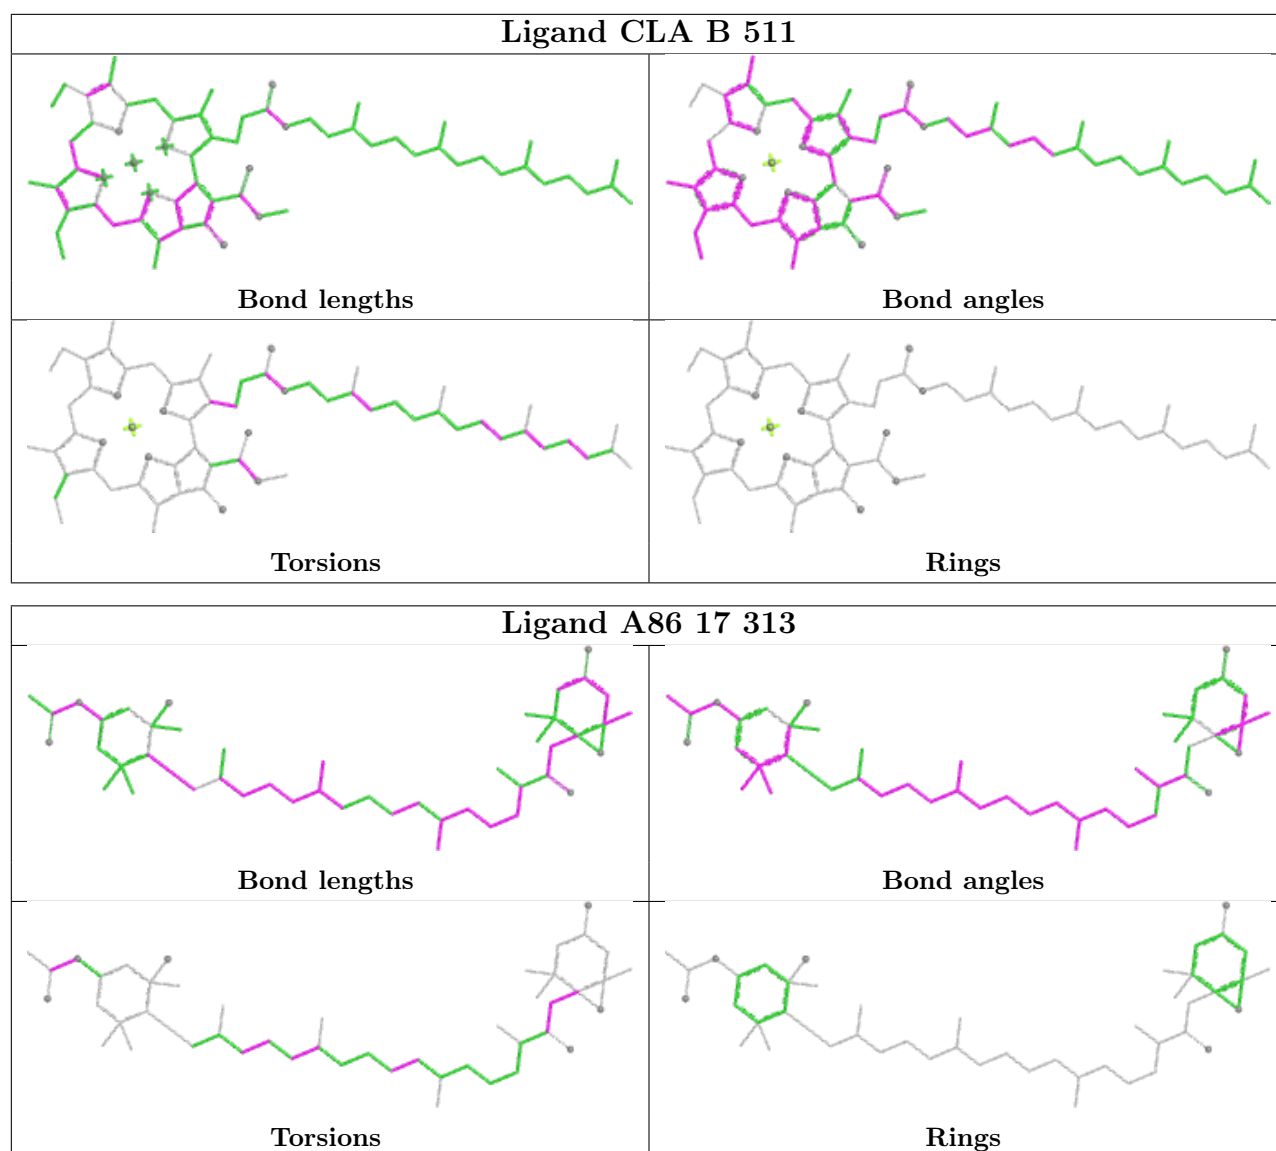 Ligand CLA B 511
Bond lengths
Bond angles
Torsions
Rings
Ligand A86 17 313
Bond lengths
Bond angles
Torsions
Rings